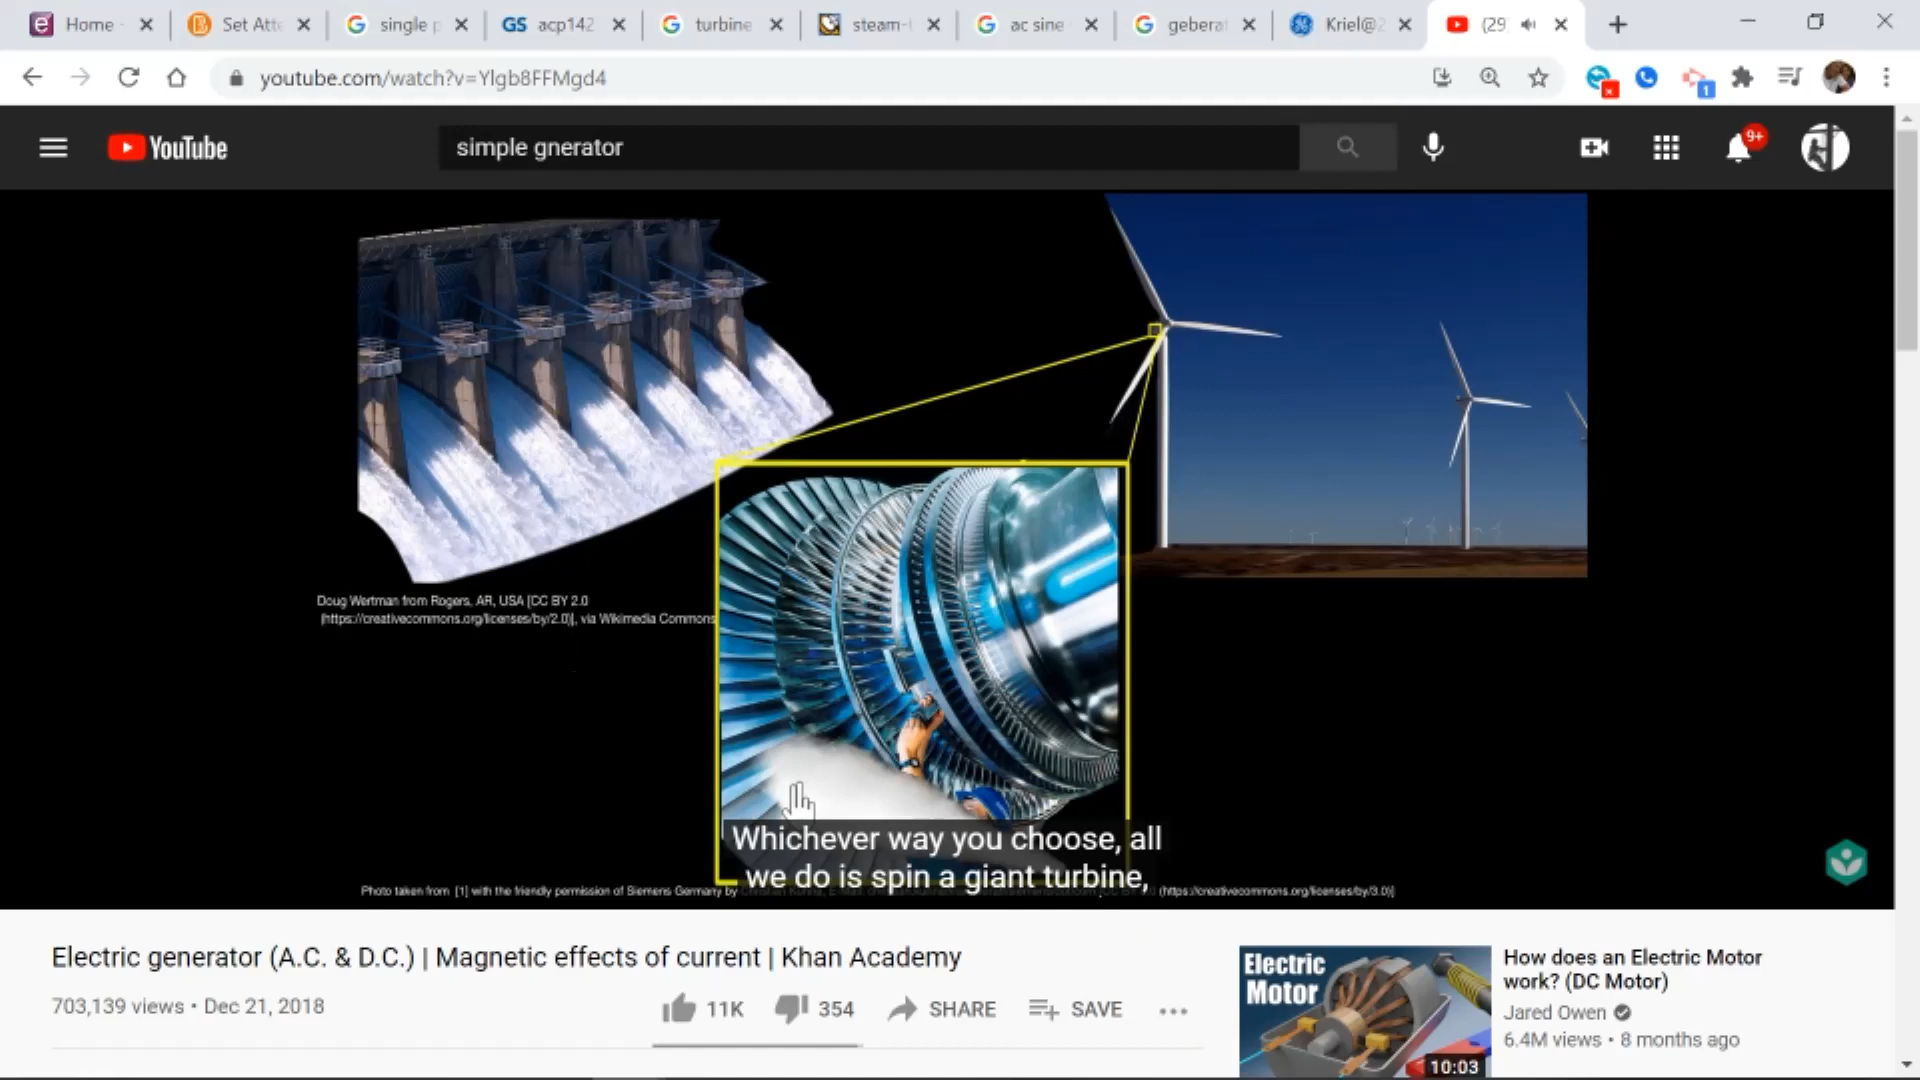 Home
Set Atte
single p
GS acp142
turbine
steam-t
ac sine
gebera
Kriel@2
(29
youtube.com/watch?v=Ylgb8FFMgd4
1
YouTube
simple gnerator
9+
Doug Wertman from Rogers, AR, USA [CC BY 2.0
(https://creativecommons.org/licenses/by/2.0)], via Wikimedia Commons
Whichever way you choose, all
we do is spin a giant turbine,
Photo taken from [1] with the friendly permission of Siemens Germany by
(https://creativecommons.org/licenses/by/3.0)]
Electric generator (A.C. & D.C.) | Magnetic effects of current | Khan Academy
703,139 views • Dec 21, 2018
11K
354
SHARE
SAVE
Electric
Motor
10:03
How does an Electric Motor
work? (DC Motor)
Jared Owen
6.4M views • 8 months ago